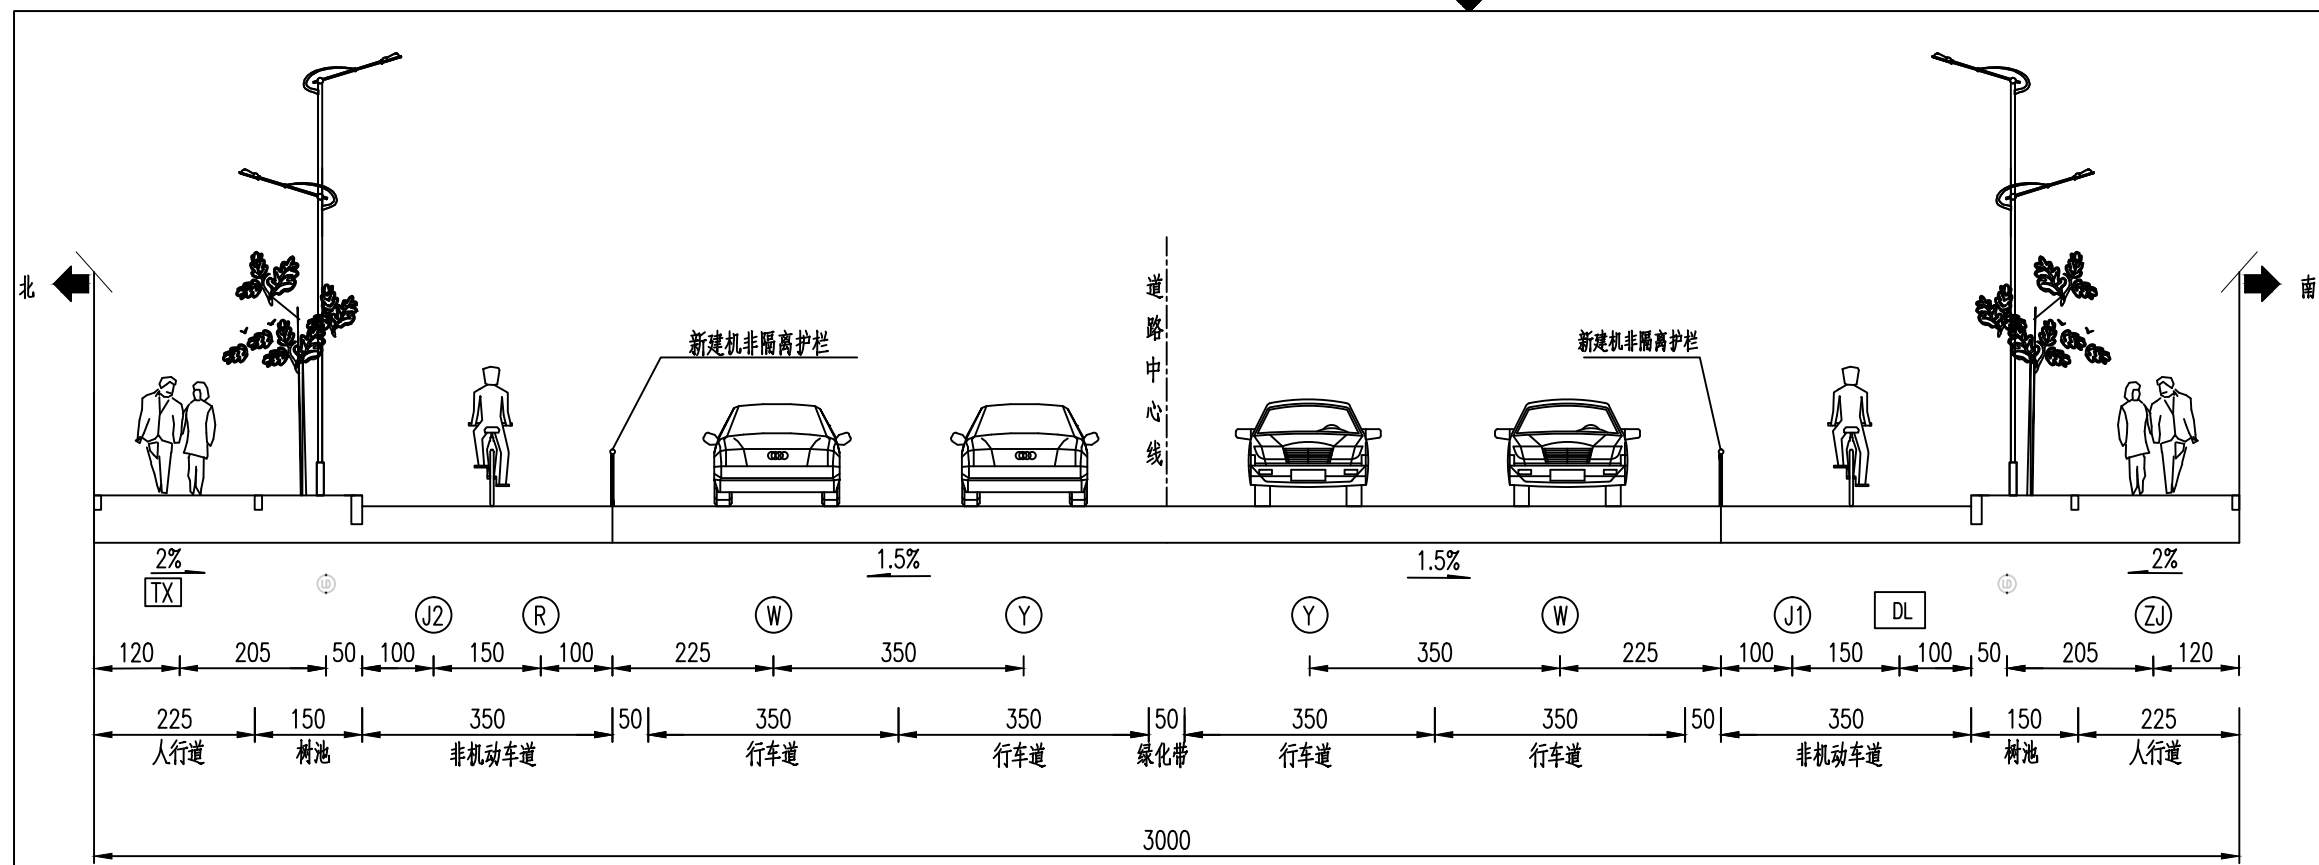 北
南
道路中心线
新建机非隔离护栏
新建机非隔离护栏
2%
1.5%
1.5%
2%
TX
LD
LD
J2
R
W
Y
Y
W
J1
DL
ZJ
120 205 50 100 150 100 225 350 350 225 100 150 100 50 205 120
225 150 350 50 350 350 50 350 350 50 350 150 225
人行道 树池 非机动车道 行车道 行车道 绿化带 行车道 行车道 非机动车道 树池 人行道
3000